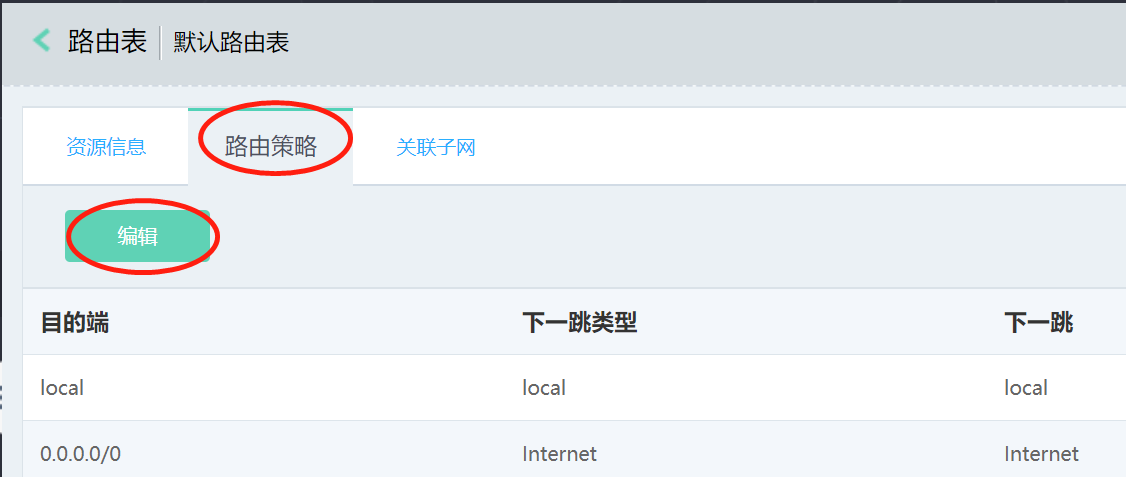 路由表 默认路由表
资源信息 路由策略 关联子网
编辑
目的端 下一跳类型 下一跳
local local local
0.0.0.0/0 Internet Internet